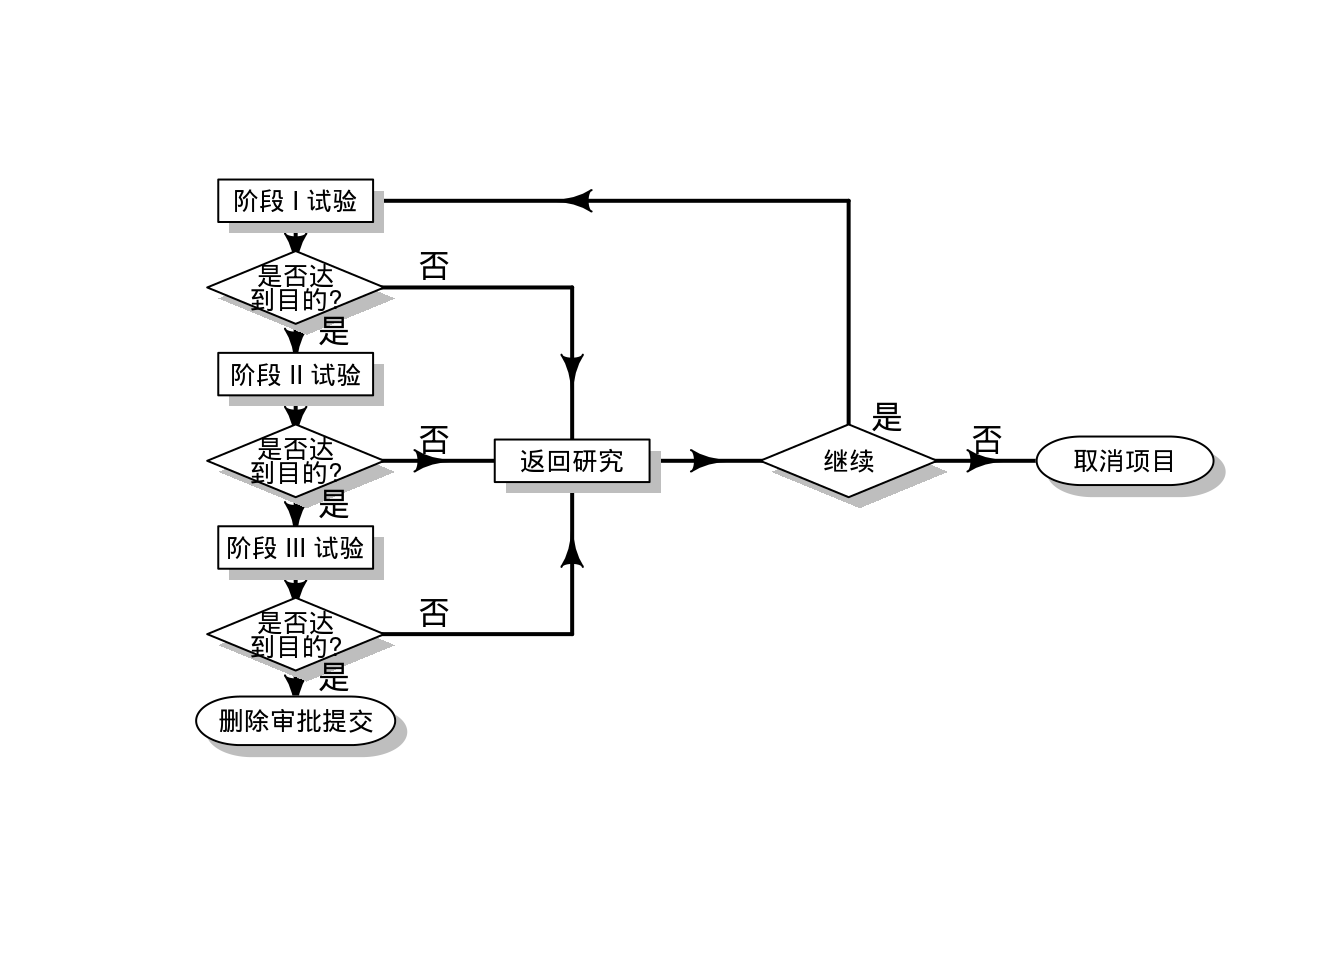 阶段 I 试验
是否达
到目的?
否
是
阶段 II 试验
是否达
到目的?
否
是
返回研究
继续
是
否
取消项目
阶段 III 试验
是否达
到目的?
否
是
删除审批提交